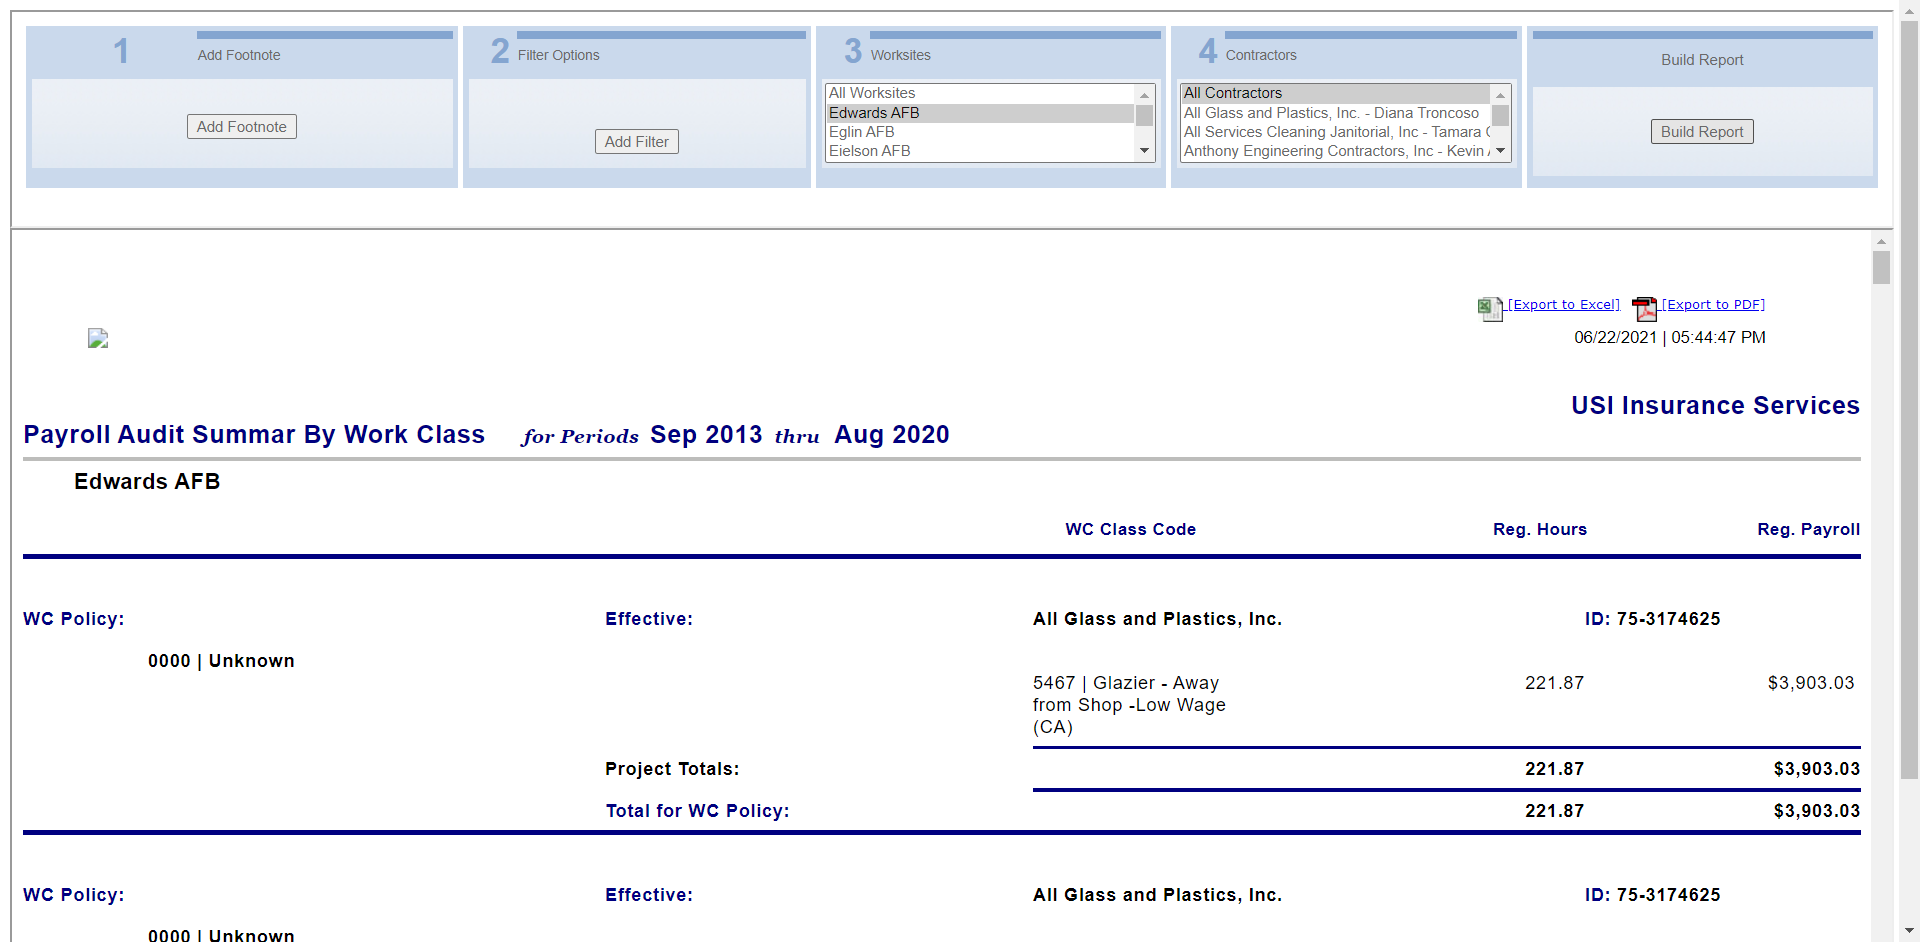 1 Add Footnote
Add Footnote
2 Filter Options
Add Filter
3 Worksites
All Worksites
Edwards AFB
Eglin AFB
Eielson AFB
4 Contractors
All Contractors
All Glass and Plastics, Inc. - Diana Troncoso
All Services Cleaning Janitorial, Inc - Tamara
Anthony Engineering Contractors, Inc - Kevin
Build Report
Build Report
[Export to Excel] [Export to PDF]
06/22/2021 | 05:44:47 PM
USI Insurance Services
Payroll Audit Summar By Work Class for Periods Sep 2013 thru Aug 2020
Edwards AFB
WC Class Code Reg. Hours Reg. Payroll
WC Policy: Effective: All Glass and Plastics, Inc. ID: 75-3174625
0000 | Unknown
5467 | Glazier - Away 221.87 $3,903.03
from Shop -Low Wage
(CA)
Project Totals: 221.87 $3,903.03
Total for WC Policy: 221.87 $3,903.03
WC Policy: Effective: All Glass and Plastics, Inc. ID: 75-3174625
0000 | Unknown